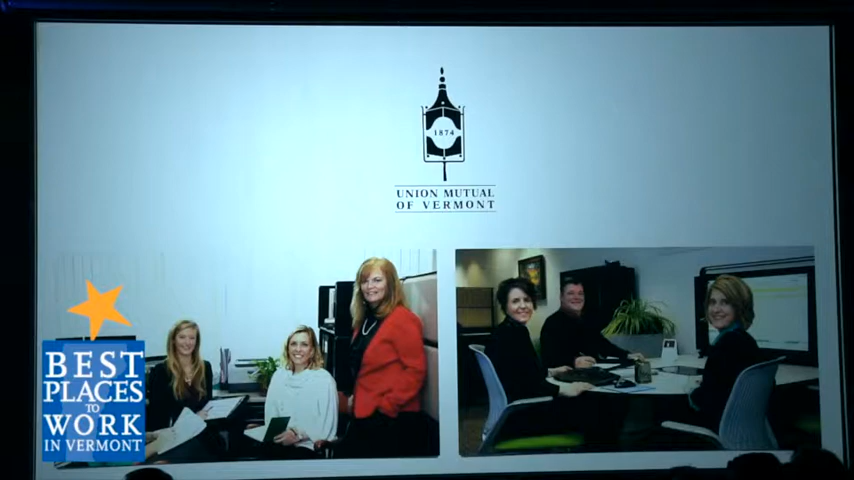 1874
UNION MUTUAL
OF VERMONT
BEST
PLACES
TO
WORK
IN VERMONT